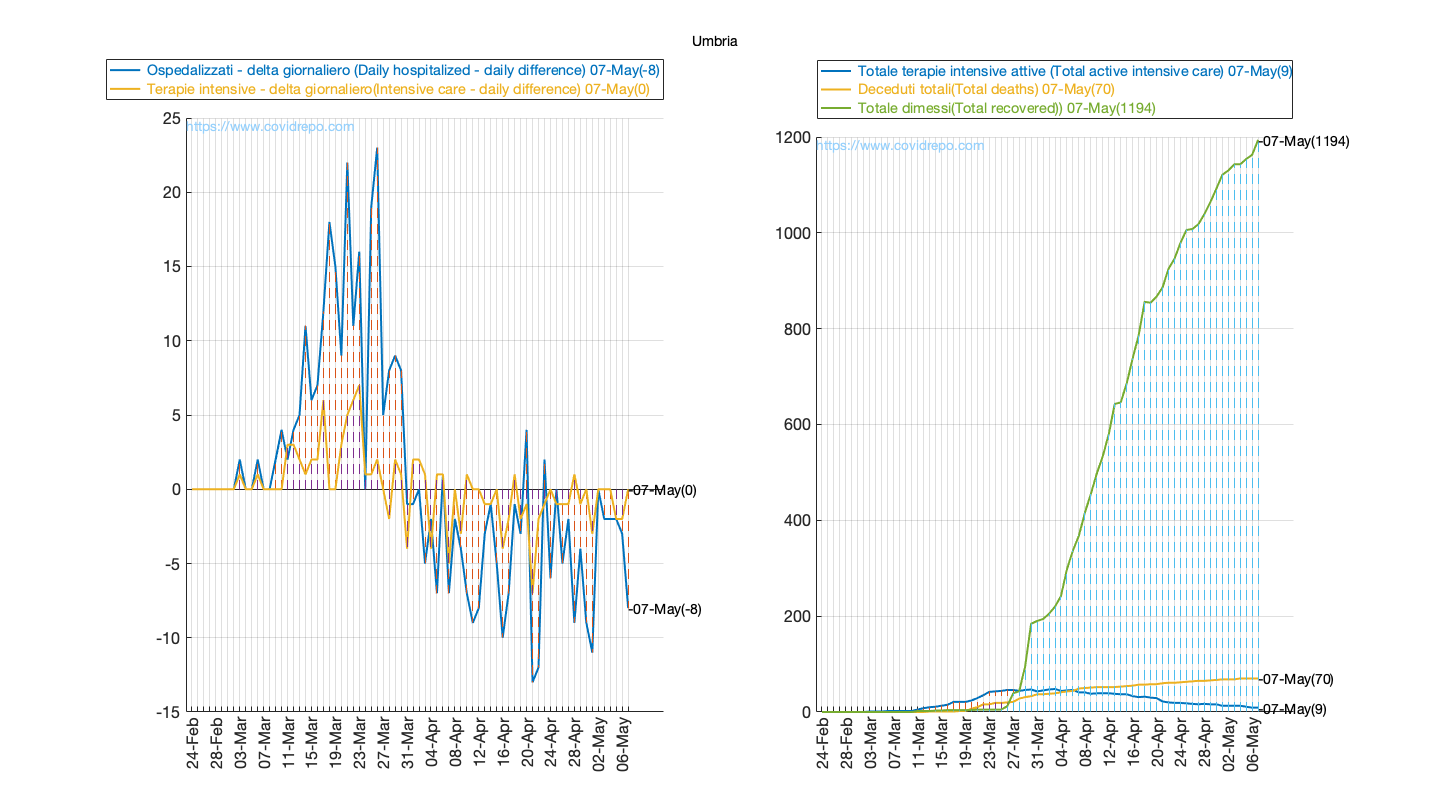 Umbria
Ospedalizzati - delta giornaliero (Daily hospitalized - daily difference) 07-May(-8)
Terapie intensive - delta giornaliero(Intensive care - daily difference) 07-May(0)
https://www.covidrepo.com
25
20
15
10
5
0
-5
-10
-15
07-May(0)
07-May(-8)
24-Feb
28-Feb
03-Mar
07-Mar
11-Mar
15-Mar
19-Mar
23-Mar
27-Mar
31-Mar
04-Apr
08-Apr
12-Apr
16-Apr
20-Apr
24-Apr
28-Apr
02-May
06-May
Totale terapie intensive attive (Total active intensive care) 07-May(9)
Deceduti totali(Total deaths) 07-May(70)
Totale dimessi(Total recovered)) 07-May(1194)
https://www.covidrepo.com
1200
1000
800
600
400
200
0
07-May(1194)
07-May(70)
07-May(9)
24-Feb
28-Feb
03-Mar
07-Mar
11-Mar
15-Mar
19-Mar
23-Mar
27-Mar
31-Mar
04-Apr
08-Apr
12-Apr
16-Apr
20-Apr
24-Apr
28-Apr
02-May
06-May